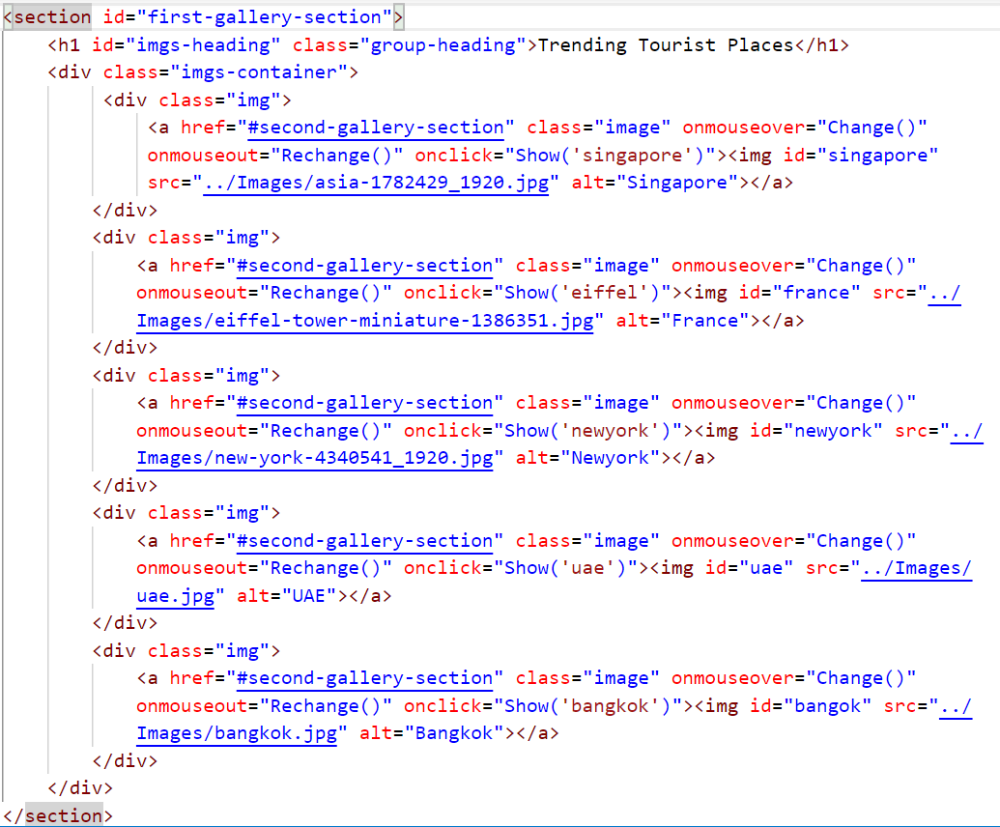 <section id="first-gallery-section">
<h1 id="imgs-heading" class="group-heading">Trending Tourist Places</h1>
<div class="imgs-container">
<div class="img">
<a href="#second-gallery-section" class="image" onmouseover="Change()"
onmouseout="Rechange()" onclick="Show('singapore')"><img id="singapore"
src="../Images/asia-1782429_1920.jpg" alt="Singapore"></a>
</div>
<div class="img">
<a href="#second-gallery-section" class="image" onmouseover="Change()"
onmouseout="Rechange()" onclick="Show('eiffel')"><img id="france" src="../
Images/eiffel-tower-miniature-1386351.jpg" alt="France"></a>
</div>
<div class="img">
<a href="#second-gallery-section" class="image" onmouseover="Change()"
onmouseout="Rechange()" onclick="Show('newyork')"><img id="newyork" src="../
Images/new-york-4340541_1920.jpg" alt="Newyork"></a>
</div>
<div class="img">
<a href="#second-gallery-section" class="image" onmouseover="Change()"
onmouseout="Rechange()" onclick="Show('uae')"><img id="uae" src="../Images/
uae.jpg" alt="UAE"></a>
</div>
<div class="img">
<a href="#second-gallery-section" class="image" onmouseover="Change()"
onmouseout="Rechange()" onclick="Show('bangkok')"><img id="bangok" src="../
Images/bangkok.jpg" alt="Bangkok"></a>
</div>
</div>
</section>